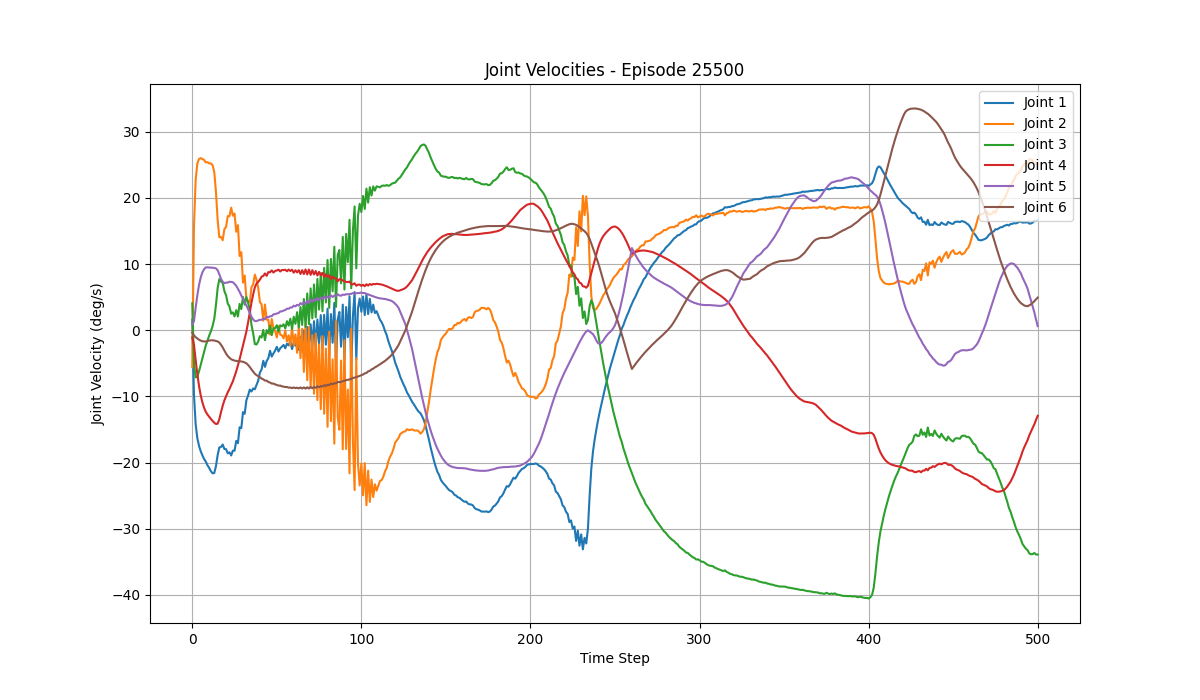 Joint Velocities - Episode 25500
Joint 1
Joint 2
Joint 3
Joint 4
Joint 5
Joint 6
Joint Velocity (deg/s)
30
20
10
0
−10
−20
−30
−40
0
100
200
300
400
500
Time Step